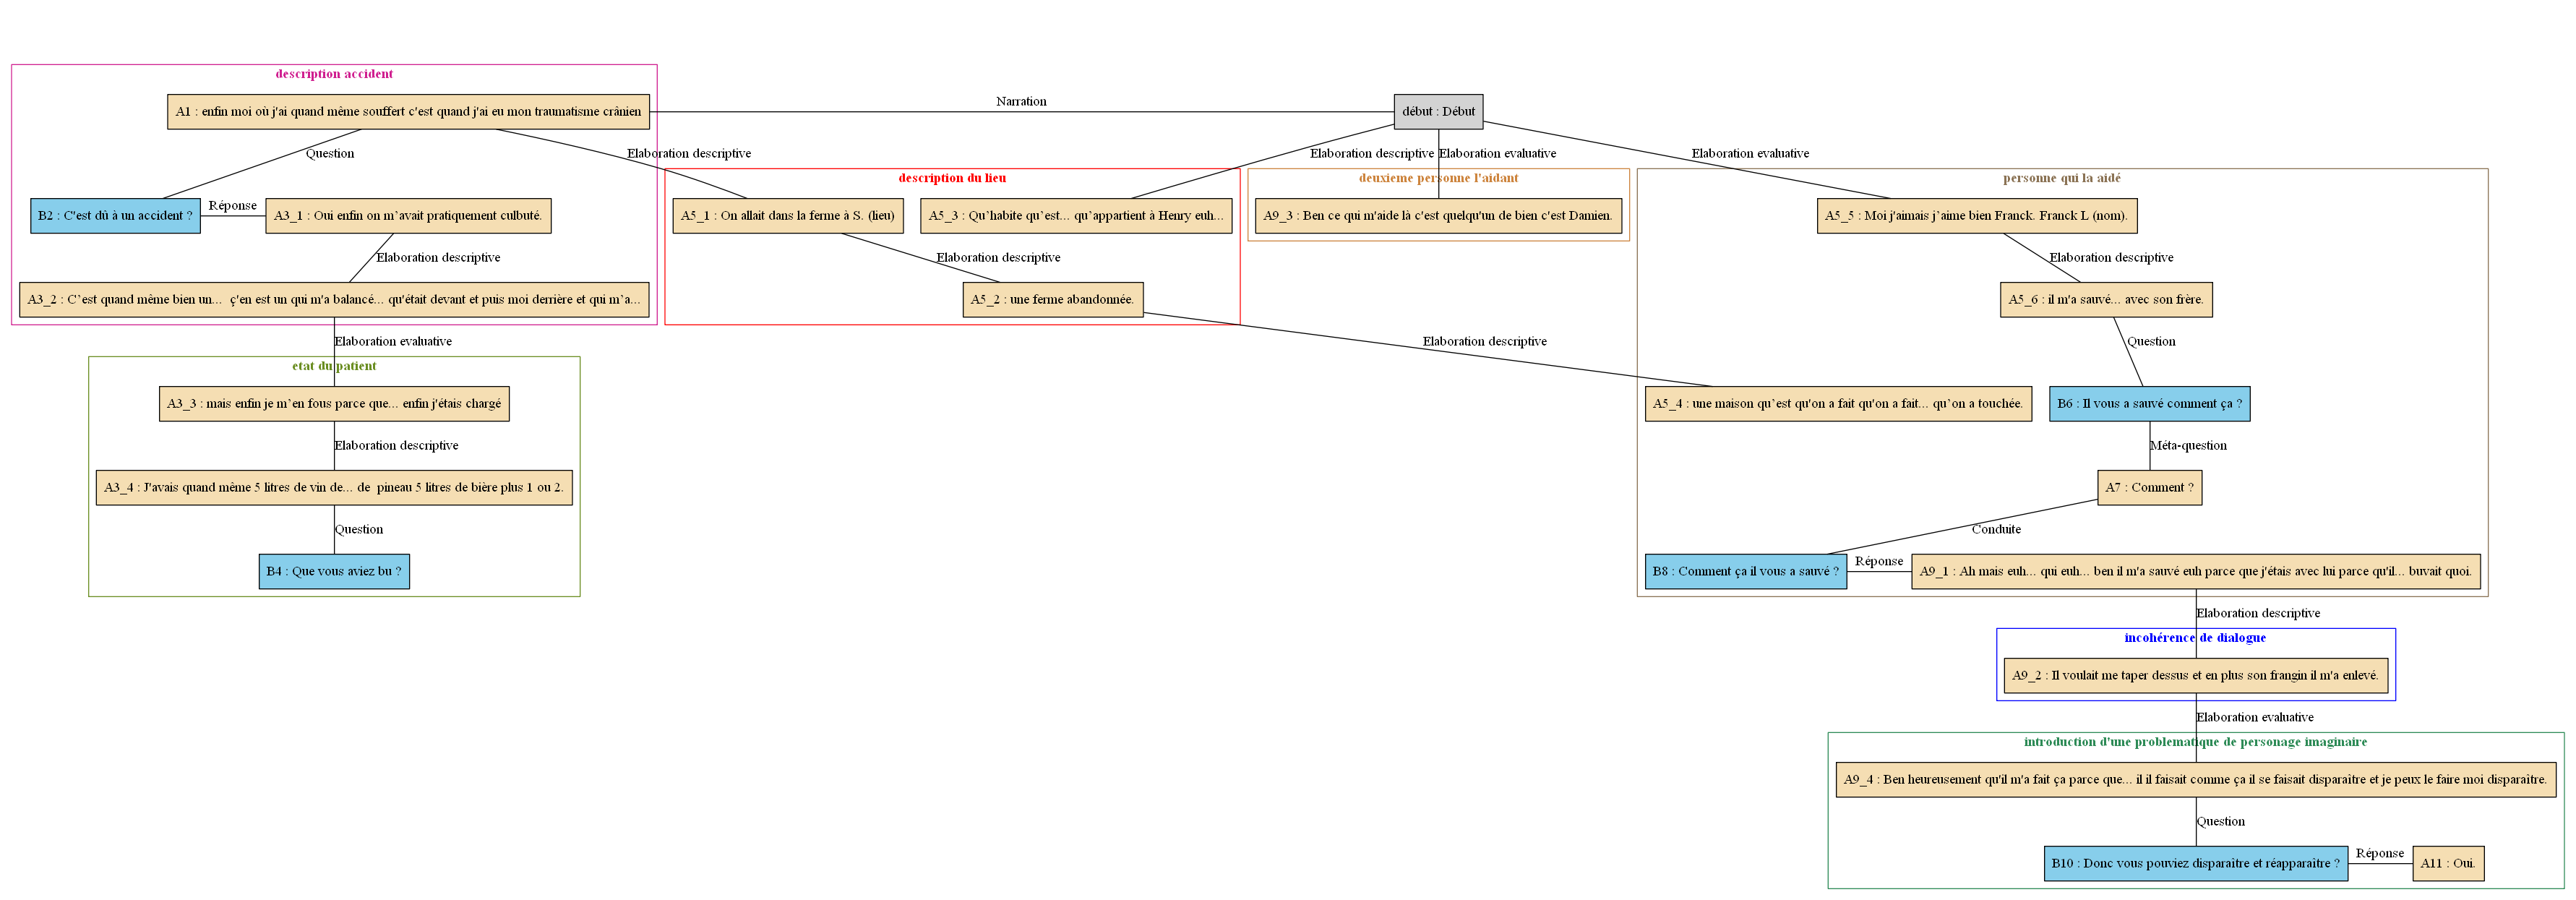 description accident
A1 : enfin moi où j'ai quand même souffert c'est quand j'ai eu mon traumatisme crânien
Narration
début : Début
Question
Elaboration descriptive
Elaboration descriptive
Elaboration evaluative
Elaboration evaluative
description du lieu
deuxieme personne l'aidant
personne qui la aidé
B2 : C'est dû à un accident ?
Réponse
A3_1 : Oui enfin on m’avait pratiquement culbuté.
A5_1 : On allait dans la ferme à S. (lieu)
A5_3 : Qu’habite qu’est... qu’appartient à Henry euh...
A9_3 : Ben ce qui m'aide là c'est quelqu'un de bien c'est Damien.
A5_5 : Moi j'aimais j’aime bien Franck. Franck L (nom).
Elaboration descriptive
Elaboration descriptive
Elaboration descriptive
A3_2 : C’est quand même bien un...  ç'en est un qui m'a balancé... qu'était devant et puis moi derrière et qui m’a...
A5_2 : une ferme abandonnée.
A5_6 : il m'a sauvé... avec son frère.
Elaboration evaluative
Elaboration descriptive
Question
etat du patient
A3_3 : mais enfin je m’en fous parce que... enfin j'étais chargé
A5_4 : une maison qu’est qu'on a fait qu'on a fait... qu’on a touchée.
B6 : Il vous a sauvé comment ça ?
Elaboration descriptive
Méta-question
A3_4 : J'avais quand même 5 litres de vin de... de  pineau 5 litres de bière plus 1 ou 2.
A7 : Comment ?
Question
Conduite
B4 : Que vous aviez bu ?
B8 : Comment ça il vous a sauvé ?
Réponse
A9_1 : Ah mais euh... qui euh... ben il m'a sauvé euh parce que j'étais avec lui parce qu'il... buvait quoi.
Elaboration descriptive
incohérence de dialogue
A9_2 : Il voulait me taper dessus et en plus son frangin il m'a enlevé.
Elaboration evaluative
introduction d'une problematique de personage imaginaire
A9_4 : Ben heureusement qu'il m'a fait ça parce que... il il faisait comme ça il se faisait disparaître et je peux le faire moi disparaître.
Question
B10 : Donc vous pouviez disparaître et réapparaître ?
Réponse
A11 : Oui.